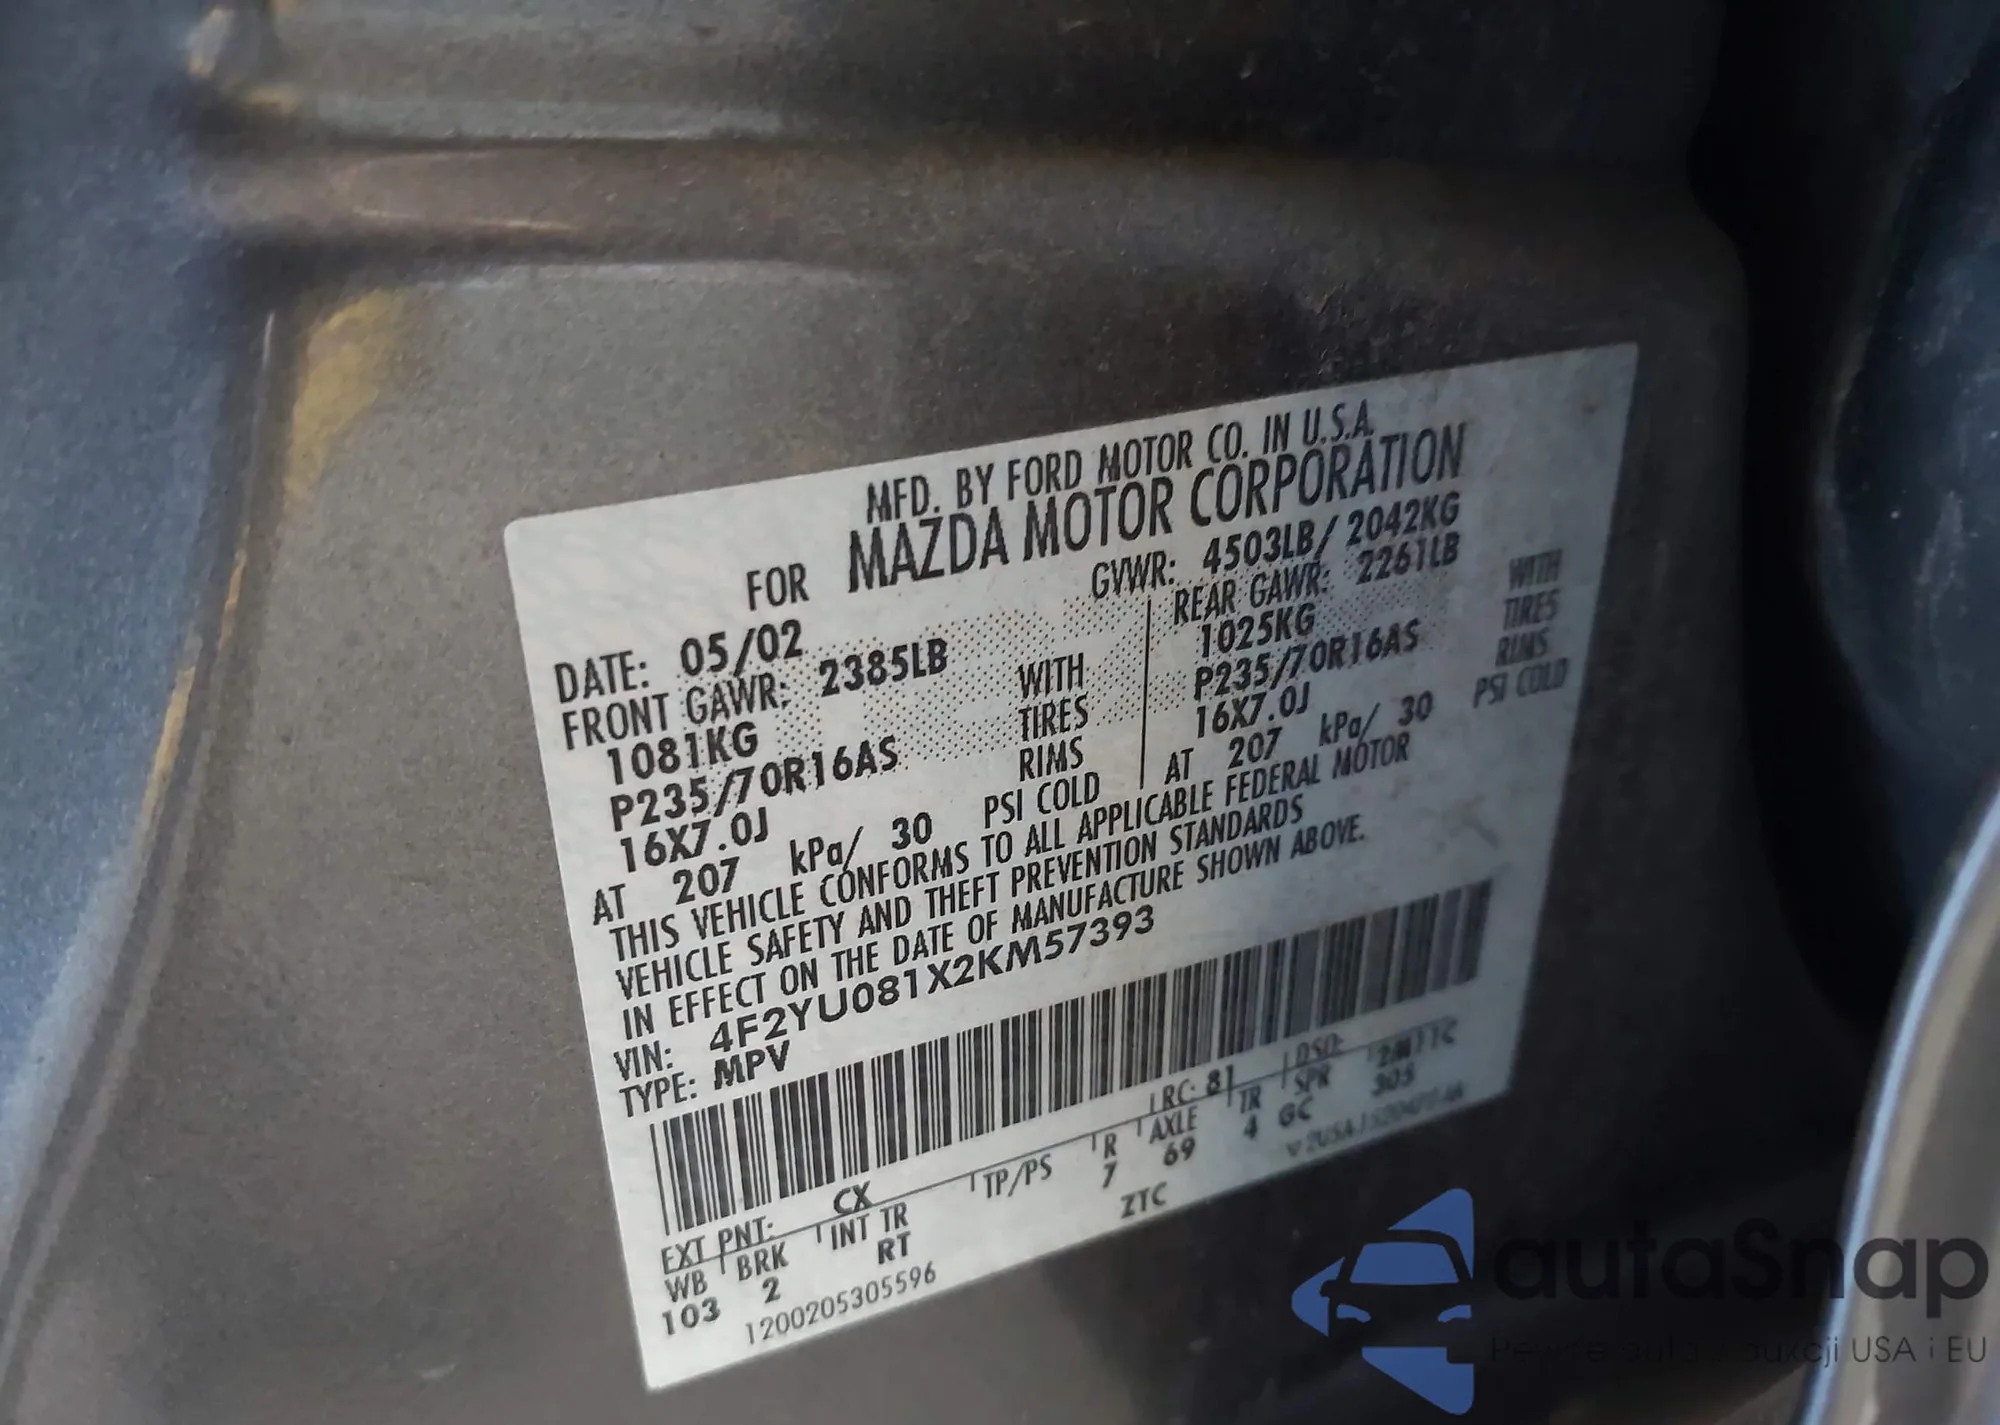 MFD. BY FORD MOTOR CO. IN U.S.A.
FOR MAZDA MOTOR CORPORATION
DATE: 05/02 GVWR: 4503LB/ 2042KG
FRONT GAWR: 2385LB REAR GAWR: 2261LB
1081KG WITH 1025KG WITH
P235/70R16AS TIRES P235/70R16AS TIRES
16X7.0J RIMS 16X7.0J RIMS
AT 207 kPa/ 30 PSI COLD AT 207 kPa/ 30 PSI COLD
THIS VEHICLE CONFORMS TO ALL APPLICABLE FEDERAL MOTOR
VEHICLE SAFETY AND THEFT PREVENTION STANDARDS
IN EFFECT ON THE DATE OF MANUFACTURE SHOWN ABOVE.
VIN: 4F2YU081X2KM57393
TYPE: MPV
EXT PNT: CX RC: 81 DSO: 2M11C
WB BRK INT TR TP/PS R AXLE TR SPR
103 2 RT 7 69 4 GC 305
1200205305596 ZTC
autaSnap
USA i EU